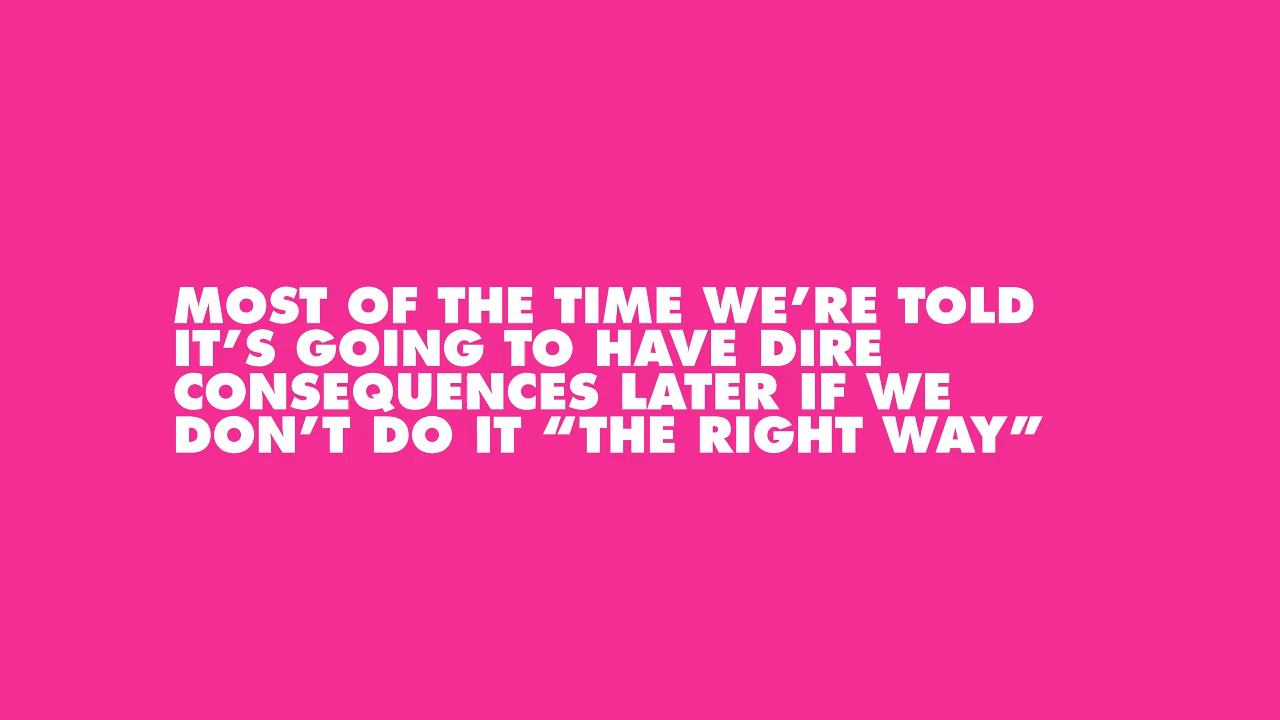 MOST OF THE TIME WE’RE TOLD
IT’S GOING TO HAVE DIRE
CONSEQUENCES LATER IF WE
DON’T DO IT “THE RIGHT WAY”